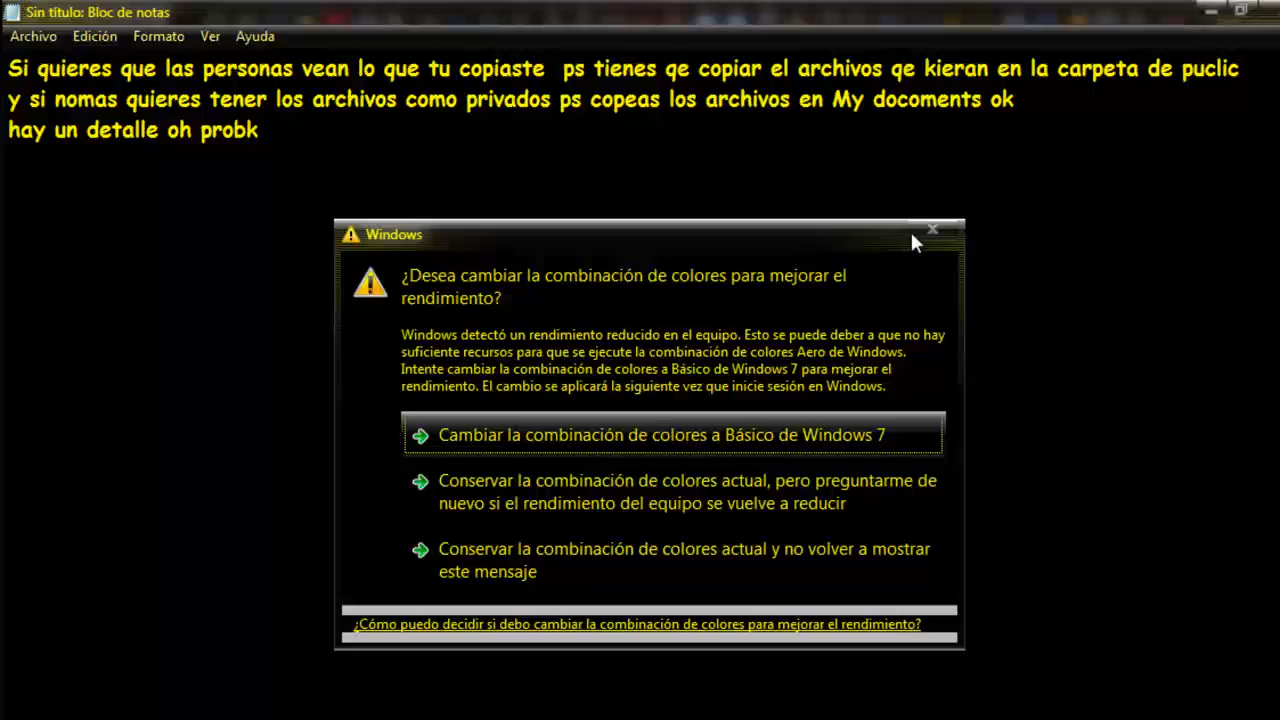 Sin título: Bloc de notas
Archivo Edición Formato Ver Ayuda
Si quieres que las personas vean lo que tu copiaste ps tienes qe copiar el archivos qe kieran en la carpeta de puclic
y si nomas quieres tener los archivos como privados ps copeas los archivos en My docoments ok
hay un detalle oh probk
Windows
¿Desea cambiar la combinación de colores para mejorar el
rendimiento?
Windows detectó un rendimiento reducido en el equipo. Esto se puede deber a que no hay
suficiente recursos para que se ejecute la combinación de colores Aero de Windows.
Intente cambiar la combinación de colores a Básico de Windows 7 para mejorar el
rendimiento. El cambio se aplicará la siguiente vez que inicie sesión en Windows.
Cambiar la combinación de colores a Básico de Windows 7
Conservar la combinación de colores actual, pero preguntarme de
nuevo si el rendimiento del equipo se vuelve a reducir
Conservar la combinación de colores actual y no volver a mostrar
este mensaje
¿Cómo puedo decidir si debo cambiar la combinación de colores para mejorar el rendimiento?